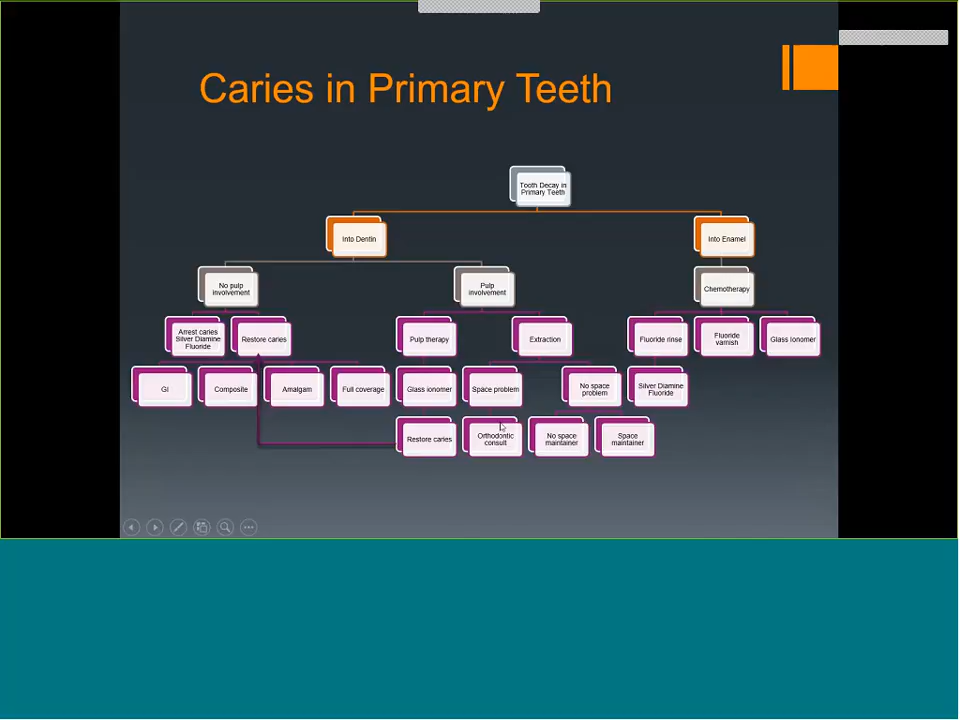 Caries in Primary Teeth
Tooth Decay in
Primary Teeth
Into Dentin
Into Enamel
No pulp
involvement
Pulp
involvement
Chemotherapy
Arrest caries
Silver Diamine
Fluoride
Restore caries
Pulp therapy
Extraction
Fluoride rinse
Fluoride
varnish
Glass Ionomer
GI
Composite
Amalgam
Full coverage
Glass ionomer
Space problem
No space
problem
Silver Diamine
Fluoride
Restore caries
Orthodontic
consult
No space
maintainer
Space
maintainer